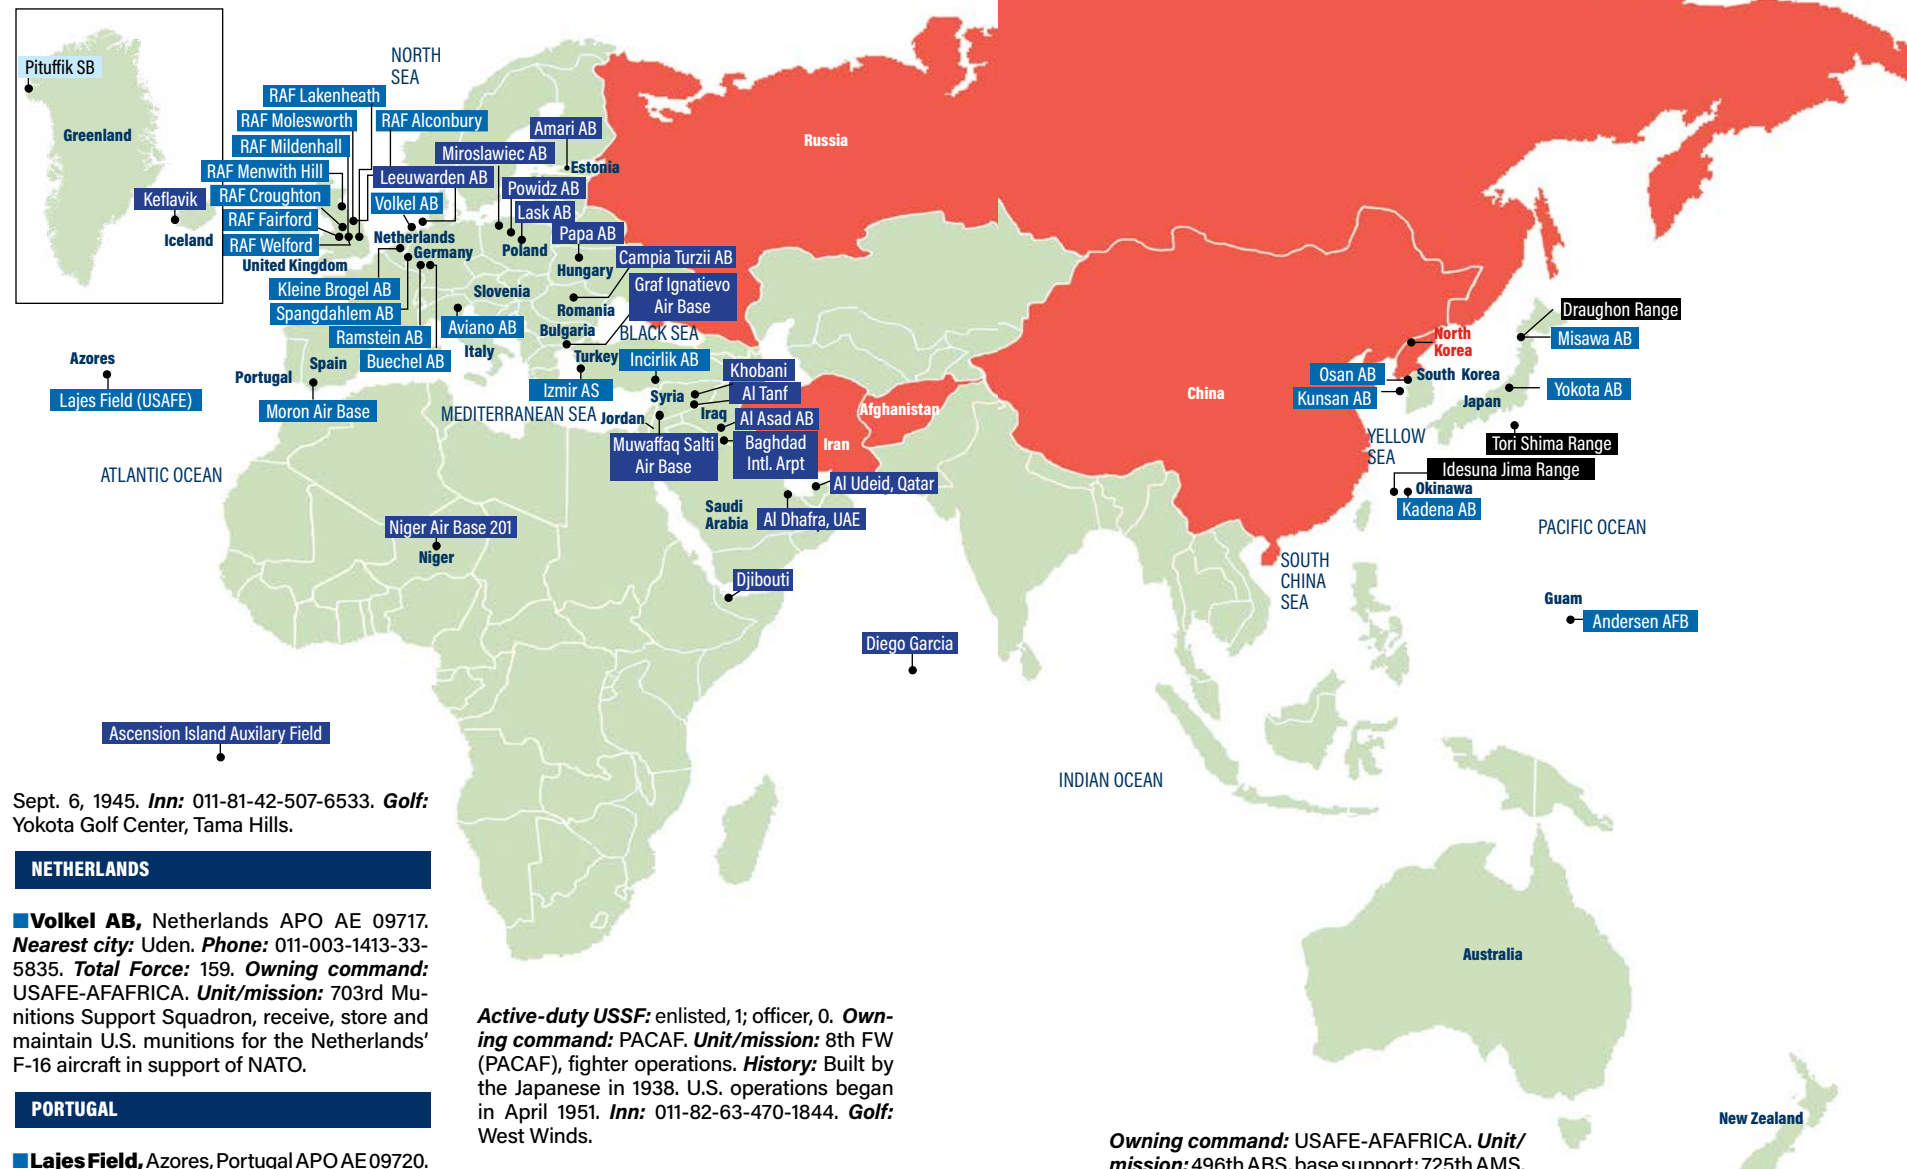 Pituffik SB
Greenland
Keflavik
Iceland
NORTH
SEA
RAF Lakenheath
RAF Molesworth
RAF Alconbury
RAF Mildenhall
RAF Menwith Hill
RAF Croughton
RAF Fairford
RAF Welford
United Kingdom
Amari AB
Estonia
Miroslawiec AB
Leeuwarden AB
Powidz AB
Volkel AB
Lask AB
Papa AB
Netherlands
Germany
Poland
Hungary
Campia Turzii AB
Graf Ignatievo
Air Base
Kleine Brogel AB
Spangdahlem AB
Ramstein AB
Buechel AB
Slovenia
Romania
Bulgaria
BLACK SEA
Aviano AB
Italy
Turkey
Incirlik AB
Izmir AS
Azores
Lajes Field (USAFE)
Portugal
Spain
Moron Air Base
MEDITERRANEAN SEA
Khobani
Syria
Al Tanf
Jordan
Iraq
Al Asad AB
Muwaffaq Salti
Air Base
Baghdad
Intl. Arpt
Iran
Afghanistan
Al Udeid, Qatar
Saudi
Arabia
Al Dhafra, UAE
ATLANTIC OCEAN
Niger Air Base 201
Niger
Djibouti
Diego Garcia
Ascension Island Auxilary Field
Russia
China
North
Korea
Osan AB
South Korea
Kunsan AB
Japan
Draughon Range
Misawa AB
Yokota AB
YELLOW
SEA
Tori Shima Range
Idesuna Jima Range
Okinawa
Kadena AB
PACIFIC OCEAN
SOUTH
CHINA
SEA
Guam
Andersen AFB
INDIAN OCEAN
Australia
New Zealand
Sept. 6, 1945. Inn: 011-81-42-507-6533. Golf:
Yokota Golf Center, Tama Hills.
NETHERLANDS
Volkel AB, Netherlands APO AE 09717.
Nearest city: Uden. Phone: 011-003-1413-33-
5835. Total Force: 159. Owning command:
USAFE-AFAFRICA. Unit/mission: 703rd Mu-
nitions Support Squadron, receive, store and
maintain U.S. munitions for the Netherlands'
F-16 aircraft in support of NATO.
PORTUGAL
Lajes Field, Azores, Portugal APO AE 09720.
Active-duty USSF: enlisted, 1; officer, 0. Own-
ing command: PACAF. Unit/mission: 8th FW
(PACAF), fighter operations. History: Built by
the Japanese in 1938. U.S. operations began
in April 1951. Inn: 011-82-63-470-1844. Golf:
West Winds.
Owning command: USAFE-AFAFRICA. Unit/
mission: 496th ABS, base support; 725th AMS,